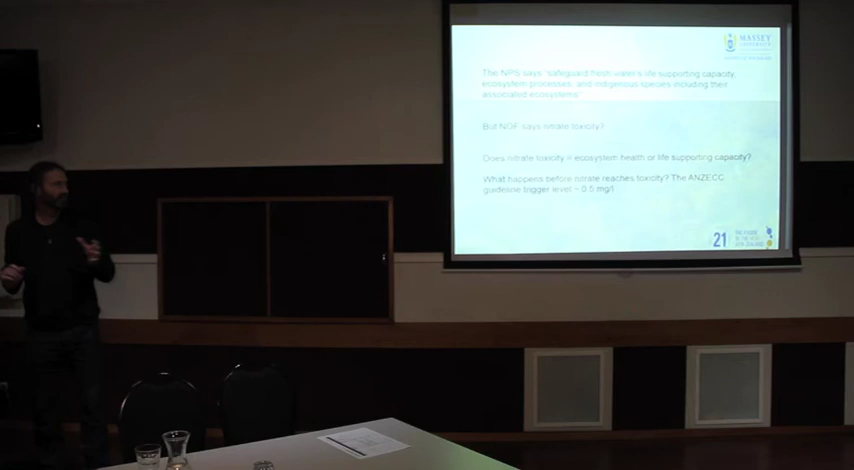 MASSEY
UNIVERSITY
The NPS says "safeguard fresh water's life supporting capacity,
ecosystem processes, and indigenous species including their
associated ecosystems"
But NOF says nitrate toxicity?
Does nitrate toxicity = ecosystem health or life supporting capacity?
What happens before nitrate reaches toxicity? The ANZECC
guideline trigger level ~ 0.5 mg/l
21